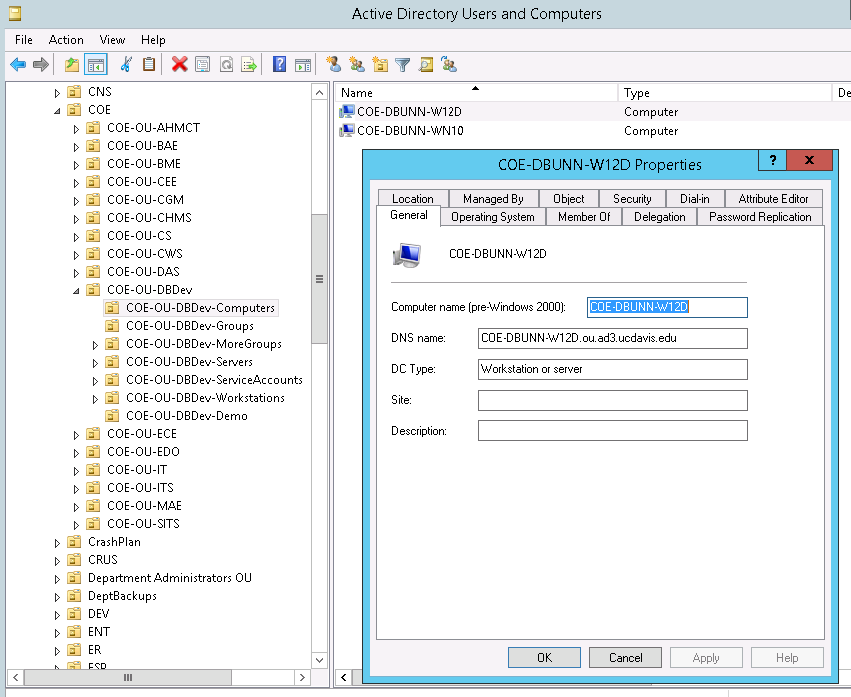 Active Directory Users and Computers
File Action View Help
CNS
COE
COE-OU-AHMCT
COE-OU-BAE
COE-OU-BME
COE-OU-CEE
COE-OU-CGM
COE-OU-CHMS
COE-OU-CS
COE-OU-CWS
COE-OU-DAS
COE-OU-DBDev
COE-OU-DBDev-Computers
COE-OU-DBDev-Groups
COE-OU-DBDev-MoreGroups
COE-OU-DBDev-Servers
COE-OU-DBDev-ServiceAccounts
COE-OU-DBDev-Workstations
COE-OU-DBDev-Demo
COE-OU-ECE
COE-OU-EDO
COE-OU-IT
COE-OU-ITS
COE-OU-MAE
COE-OU-SITS
CrashPlan
CRUS
Department Administrators OU
DeptBackups
DEV
ENT
ER
ESP
Name Type De
COE-DBUNN-W12D Computer
COE-DBUNN-WN10 Computer
COE-DBUNN-W12D Properties
? x
Location Managed By Object Security Dial-in Attribute Editor
General Operating System Member Of Delegation Password Replication
COE-DBUNN-W12D
Computer name (pre-Windows 2000): COE-DBUNN-W12D
DNS name: COE-DBUNN-W12D.ou.ad3.ucdavis.edu
DC Type: Workstation or server
Site:
Description:
OK Cancel Apply Help